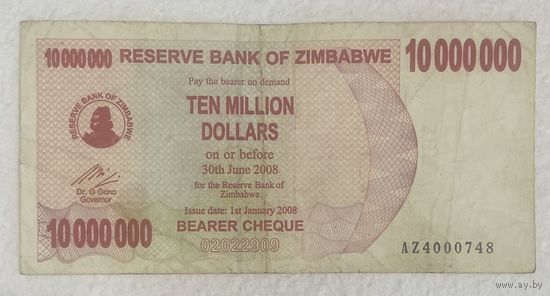 10 000 000 RESERVE BANK OF ZIMBABWE 10 000 000
Pay the bearer on demand
TEN MILLION
DOLLARS
on or before
30th June 2008
for the Reserve Bank of
Zimbabwe
Issue date: 1st January 2008
BEARER CHEQUE
02022909
RESERVE BANK OF ZIMBABWE
Dr. G Gono
Governor
10 000 000
AZ4000748
www.ay.by